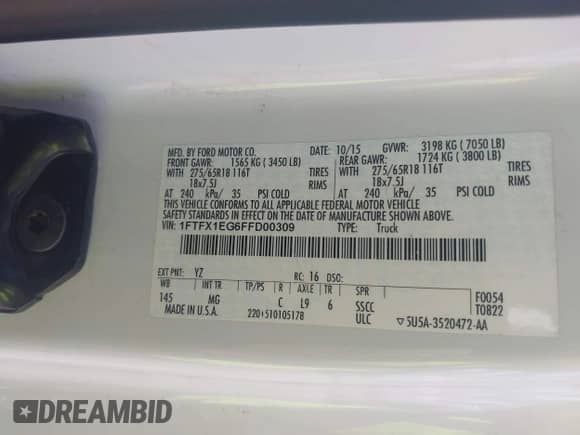 MFD. BY FORD MOTOR CO. DATE: 10/15 GVWR: 3198 KG ( 7050 LB)
FRONT GAWR: 1565 KG ( 3450 LB) REAR GAWR: 1724 KG ( 3800 LB)
WITH 275/65R18 116T TIRES WITH 275/65R18 116T TIRES
18x7.5J RIMS 18x7.5J RIMS
AT 240 kPa/ 35 PSI COLD AT 240 kPa/ 35 PSI COLD
THIS VEHICLE CONFORMS TO ALL APPLICABLE FEDERAL MOTOR VEHICLE
SAFETY STANDARDS IN EFFECT ON THE DATE OF MANUFACTURE SHOWN ABOVE.
VIN: 1FTFX1EG6FFD00309 TYPE: Truck
EXT PNT: YZ RC: 16 DSO:
WB INT TR TP/PS R AXLE TR SPR F0054
145 MG C L9 6 SSCC T0822
MADE IN U.S.A. 220+510105178 ULC ▽5U5A-3520472-AA
DREAMBID